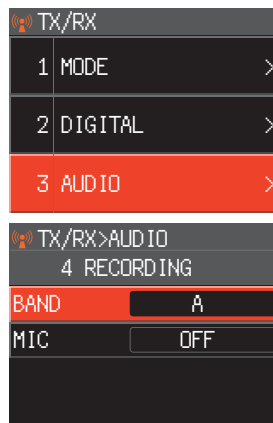 TX/RX
1 MODE >
2 DIGITAL >
3 AUDIO >
TX/RX>AUDIO
4 RECORDING
BAND A
MIC OFF